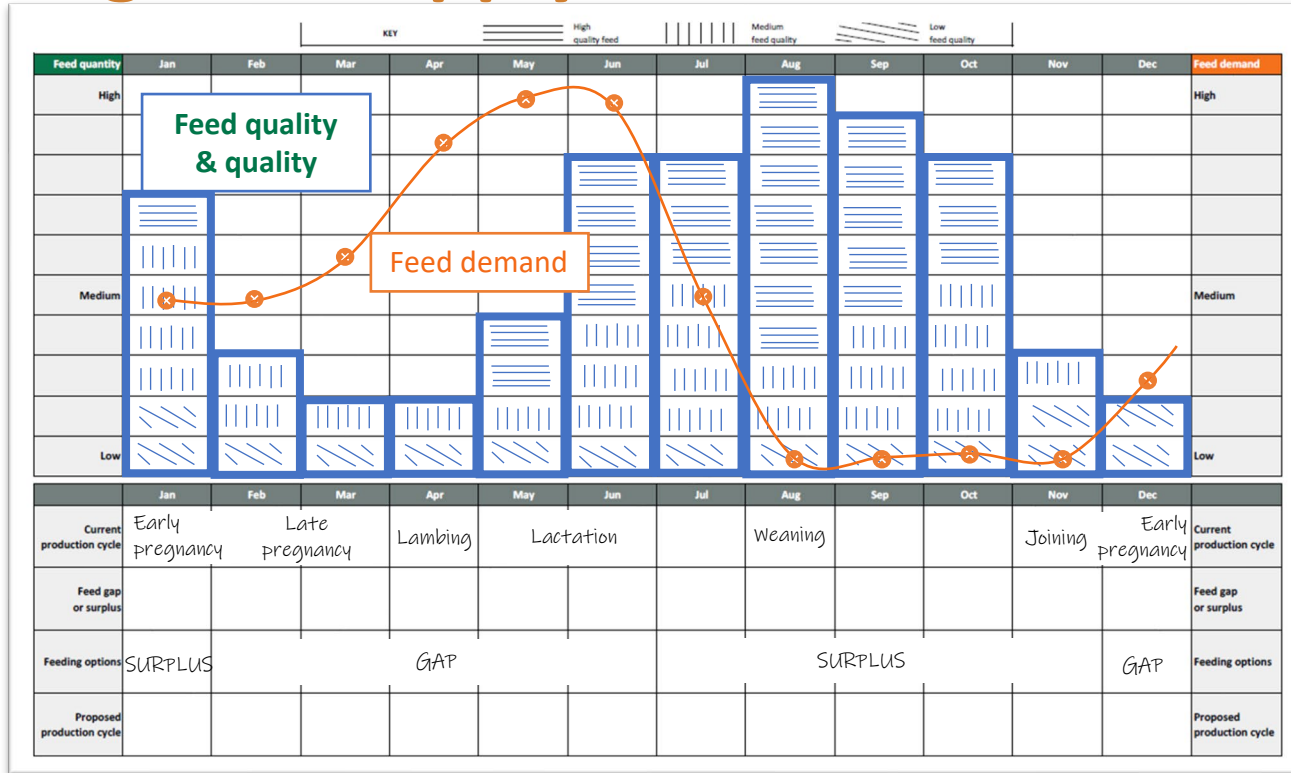 KEY
High
quality feed
Medium
feed quality
Low
feed quality
Feed quantity Jan Feb Mar Apr May Jun Jul Aug Sep Oct Nov Dec Feed demand
High High
Feed quality
& quality
Feed demand
Medium Medium
Low Low
Jan Feb Mar Apr May Jun Jul Aug Sep Oct Nov Dec
Current
production cycle
Early
pregnancy
Late
pregnancy
Lambing
Lactation
Weaning
Joining
Early
pregnancy
Current
production cycle
Feed gap
or surplus
Feed gap
or surplus
Feeding options SURPLUS GAP SURPLUS GAP Feeding options
Proposed
production cycle
Proposed
production cycle